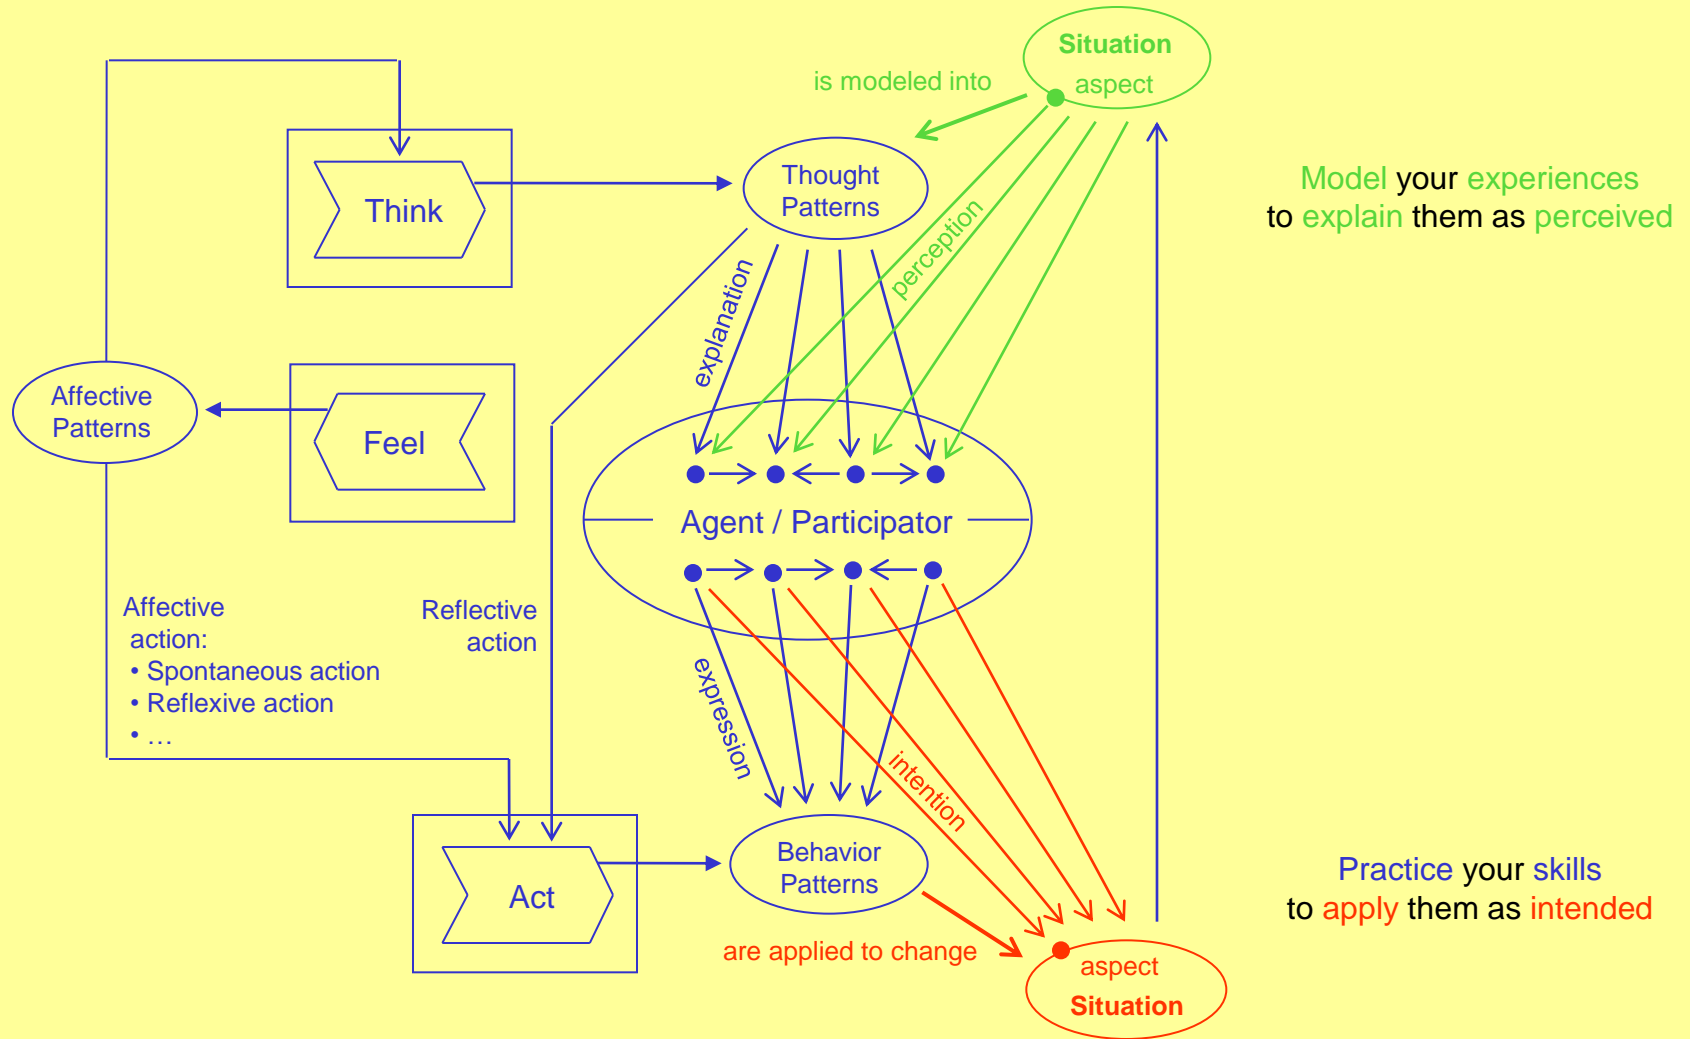 Situation
aspect
is modeled into
Model your experiences
to explain them as perceived
Thought
Patterns
Think
perception
explanation
Affective
Patterns
Feel
Agent / Participator
Affective
action:
• Spontaneous action
• Reflexive action
• …
Reflective
action
expression
intention
Behavior
Patterns
Act
Practice your skills
to apply them as intended
are applied to change
aspect
Situation